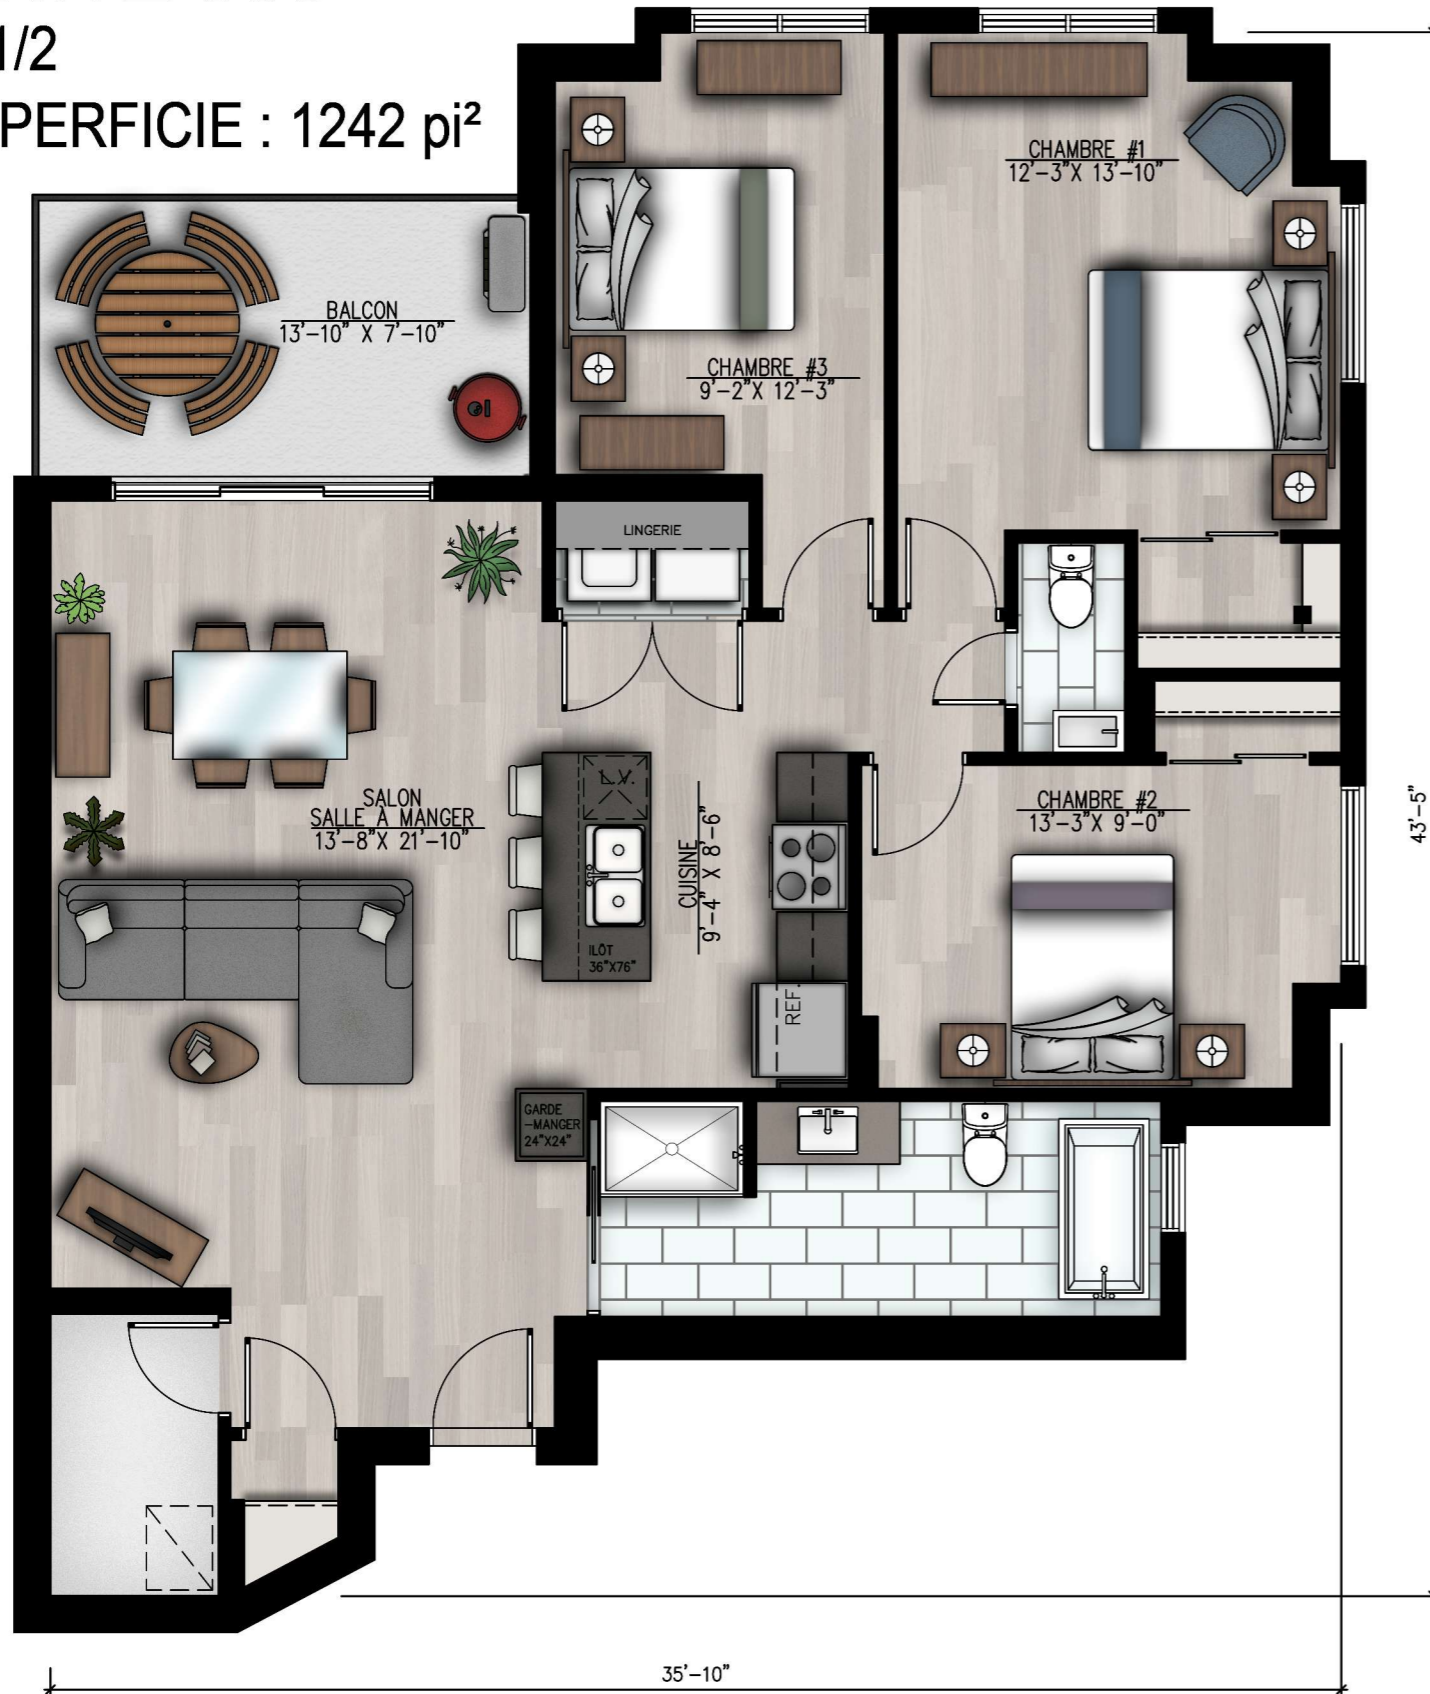 1/2
PERFICIE : 1242 pi²
CHAMBRE #1
12'-3"X 13'-10"
BALCON
13'-10" X 7'-10"
CHAMBRE #3
9'-2"X 12'-3"
LINGERIE
SALON
SALLE À MANGER
13'-8"X 21'-10"
L.V.
CUISINE
9'-4" X 8'-6"
CHAMBRE #2
13'-3"X 9'-0"
43'-5"
ILÔT
36"X76"
REF.
GARDE
-MANGER
24"X24"
35'-10"